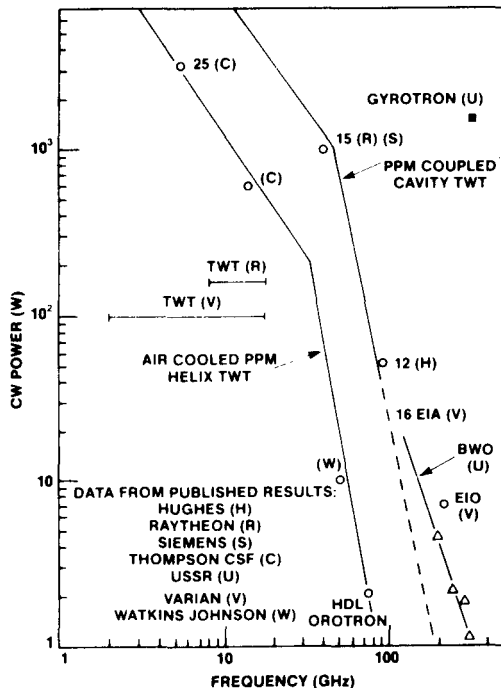 CW POWER (W)
10³
10²
10
1
1
10
100
FREQUENCY (GHz)
25 (C)
GYROTRON (U)
15 (R) (S)
PPM COUPLED
CAVITY TWT
(C)
TWT (R)
TWT (V)
AIR COOLED PPM
HELIX TWT
12 (H)
16 EIA (V)
BWO
(U)
(W)
EIO
(V)
DATA FROM PUBLISHED RESULTS:
HUGHES (H)
RAYTHEON (R)
SIEMENS (S)
THOMPSON CSF (C)
USSR (U)
VARIAN (V)
WATKINS JOHNSON (W)
HDL
OROTRON